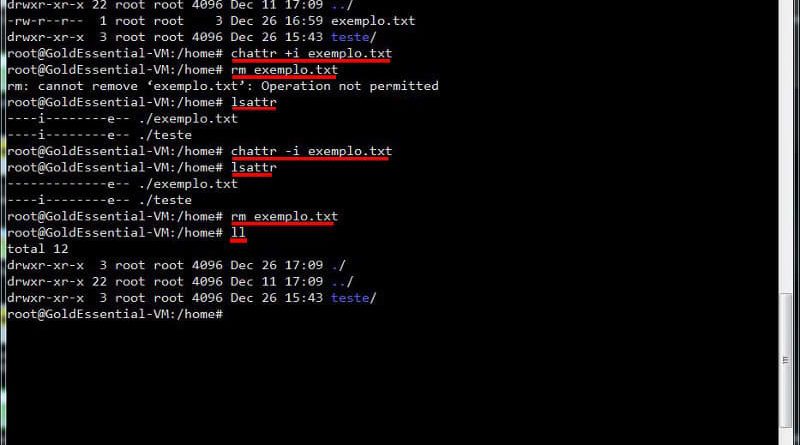 drwxr-xr-x 22 root root 4096 Dec 11 17:09 ../
-rw-r--r--  1 root root    3 Dec 26 16:59 exemplo.txt
drwxr-xr-x  3 root root 4096 Dec 26 15:43 teste/
root@GoldEssential-VM:/home# chattr +i exemplo.txt
root@GoldEssential-VM:/home# rm exemplo.txt
rm: cannot remove ‘exemplo.txt’: Operation not permitted
root@GoldEssential-VM:/home# lsattr
----i--------e-- ./exemplo.txt
----i--------e-- ./teste
root@GoldEssential-VM:/home# chattr -i exemplo.txt
root@GoldEssential-VM:/home# lsattr
-------------e-- ./exemplo.txt
----i--------e-- ./teste
root@GoldEssential-VM:/home# rm exemplo.txt
root@GoldEssential-VM:/home# ll
total 12
drwxr-xr-x  3 root root 4096 Dec 26 17:09 ./
drwxr-xr-x 22 root root 4096 Dec 11 17:09 ../
drwxr-xr-x  3 root root 4096 Dec 26 15:43 teste/
root@GoldEssential-VM:/home#